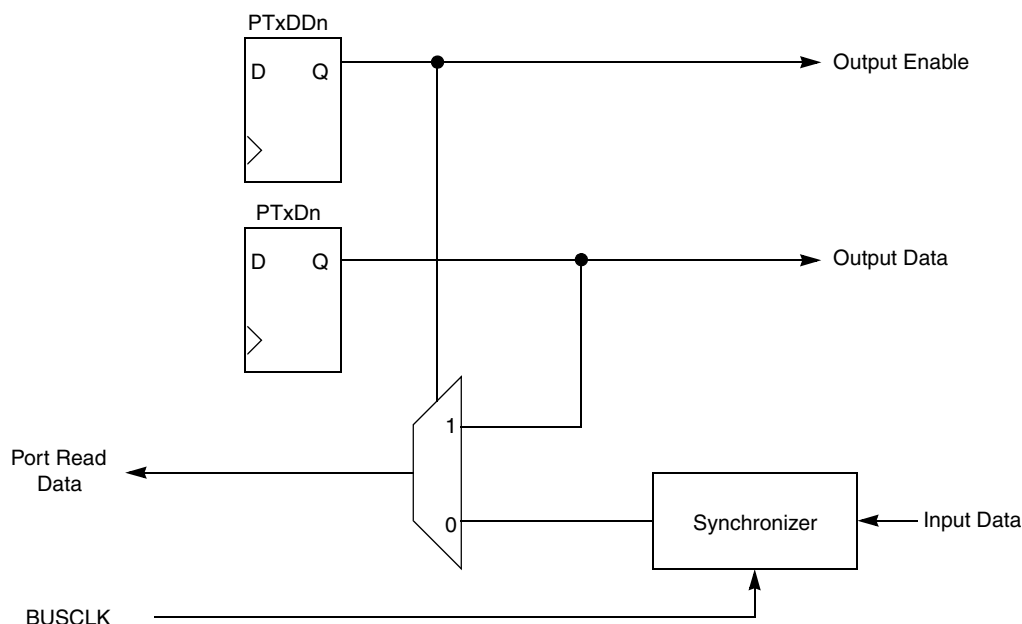 PTxDDn
D Q
Output Enable
PTxDn
D Q
Output Data
1
Port Read
Data
0
Synchronizer
Input Data
BUSCLK